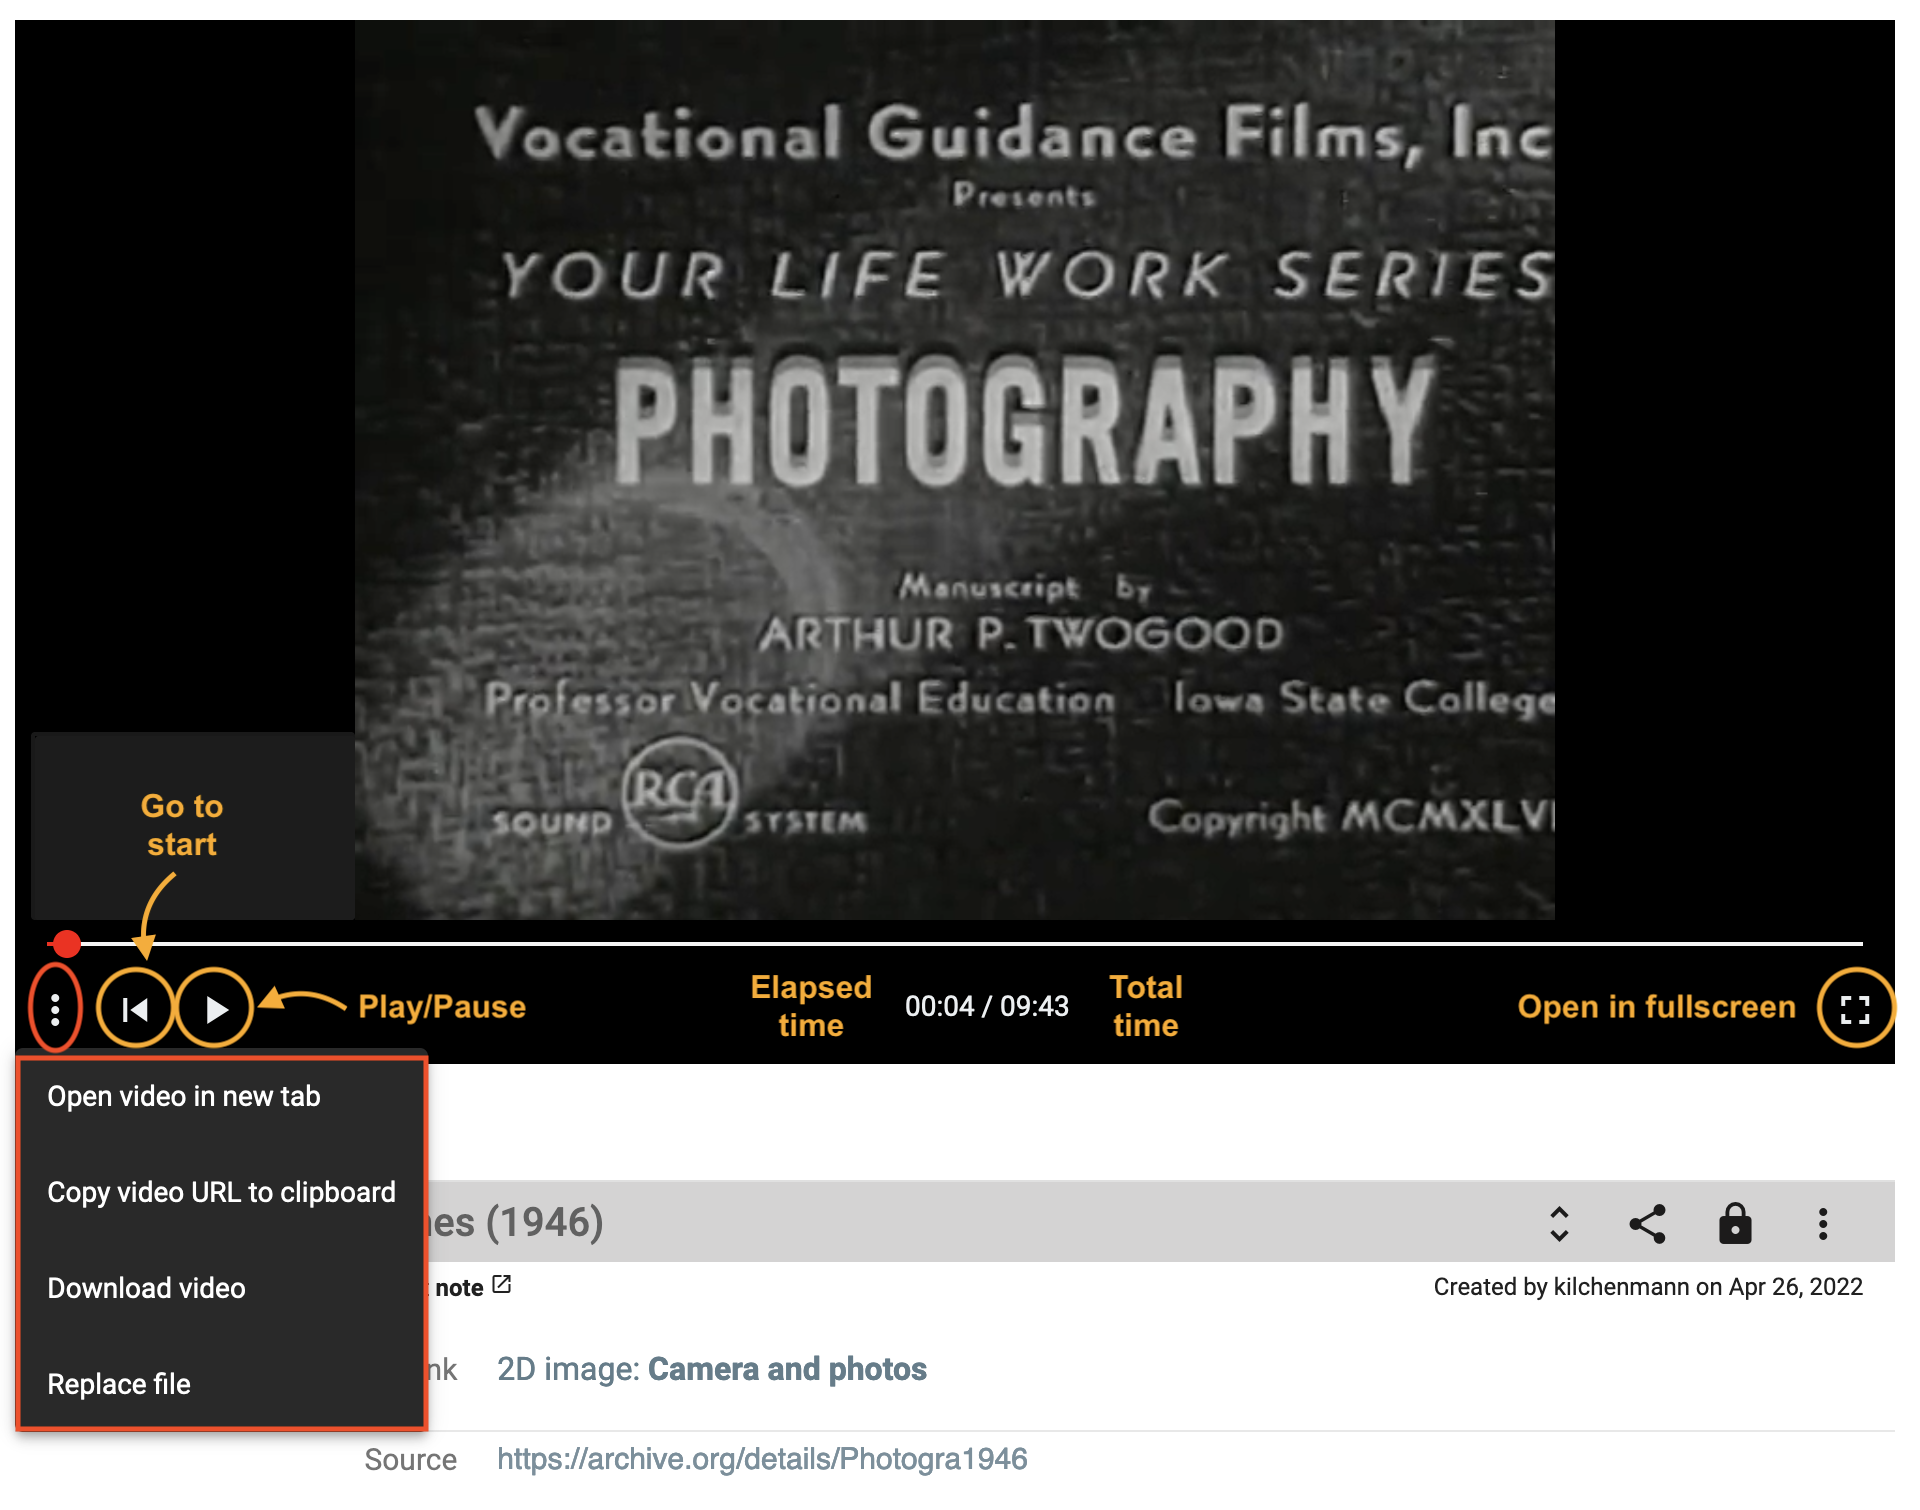 Vocational Guidance Films, Inc
Presents
YOUR LIFE WORK SERIES
PHOTOGRAPHY
Manuscript by
ARTHUR P. TWOGOOD
Professor Vocational Education Iowa State College
SOUND RCA SYSTEM
Copyright MCMXLVI
Go to
start
Play/Pause
Elapsed
time
00:04 / 09:43
Total
time
Open in fullscreen
Open video in new tab
Copy video URL to clipboard
Download video
Replace file
nes (1946)
note
Created by kilchenmann on Apr 26, 2022
nk 2D image: Camera and photos
Source https://archive.org/details/Photogra1946